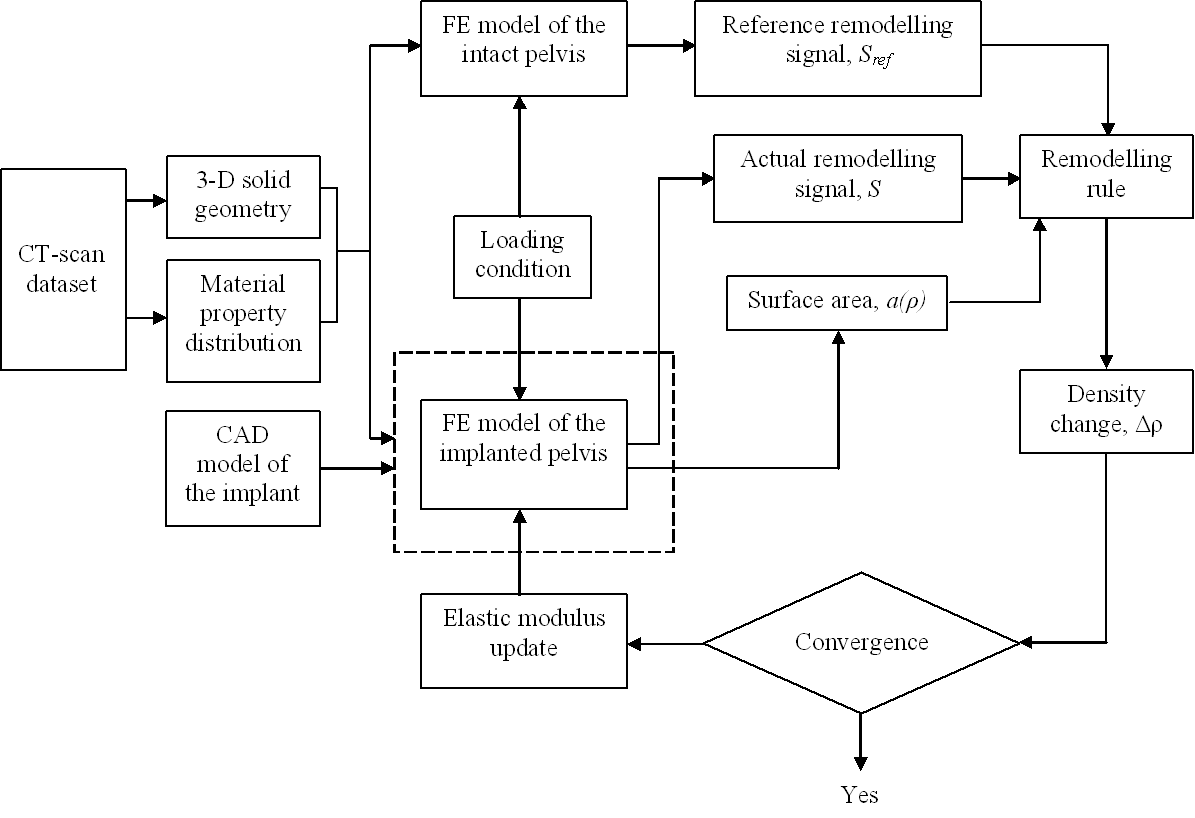 FE model of the
intact pelvis
Reference remodelling
signal, Sref
3-D solid
geometry
Actual remodelling
signal, S
Remodelling
rule
CT-scan
dataset
Loading
condition
Material
property
distribution
Surface area, a(ρ)
CAD
model of
the implant
FE model of the
implanted pelvis
Density
change, Δρ
Elastic modulus
update
Convergence
Yes